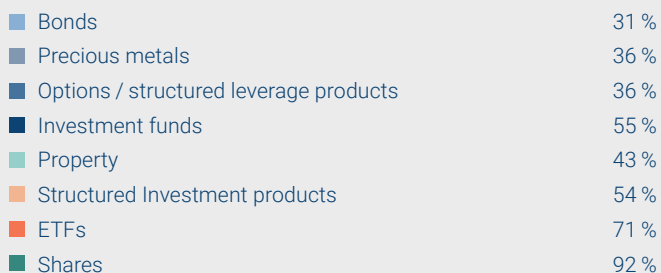 Bonds 31 %
Precious metals 36 %
Options / structured leverage products 36 %
Investment funds 55 %
Property 43 %
Structured Investment products 54 %
ETFs 71 %
Shares 92 %